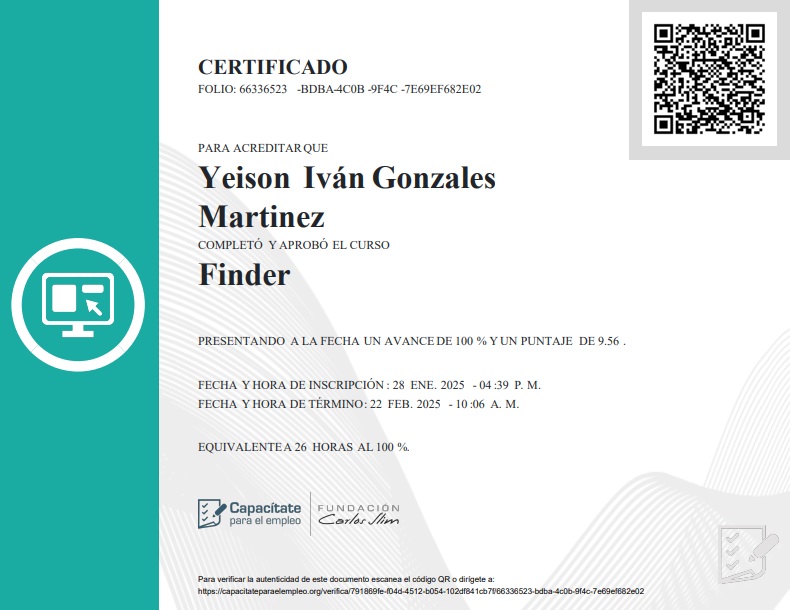 CERTIFICADO
FOLIO: 66336523 -BDBA-4C0B -9F4C -7E69EF682E02
PARA ACREDITAR QUE
Yeison Iván Gonzales
Martinez
COMPLETÓ Y APROBÓ EL CURSO
Finder
PRESENTANDO A LA FECHA UN AVANCE DE 100 % Y UN PUNTAJE DE 9.56 .
FECHA Y HORA DE INSCRIPCIÓN : 28 ENE. 2025 - 04 :39 P. M.
FECHA Y HORA DE TÉRMINO: 22 FEB. 2025 - 10 :06 A. M.
EQUIVALENTE A 26 HORAS AL 100 %.
Capacítate
para el empleo
FUNDACIÓN
Carlos Slim
Para verificar la autenticidad de este documento escanea el código QR o dirígete a:
https://capacitateparaelempleo.org/verifica/791869fe-f04d-4512-b054-102df841cb7f/66336523-bdba-4c0b-9f4c-7e69ef682e02